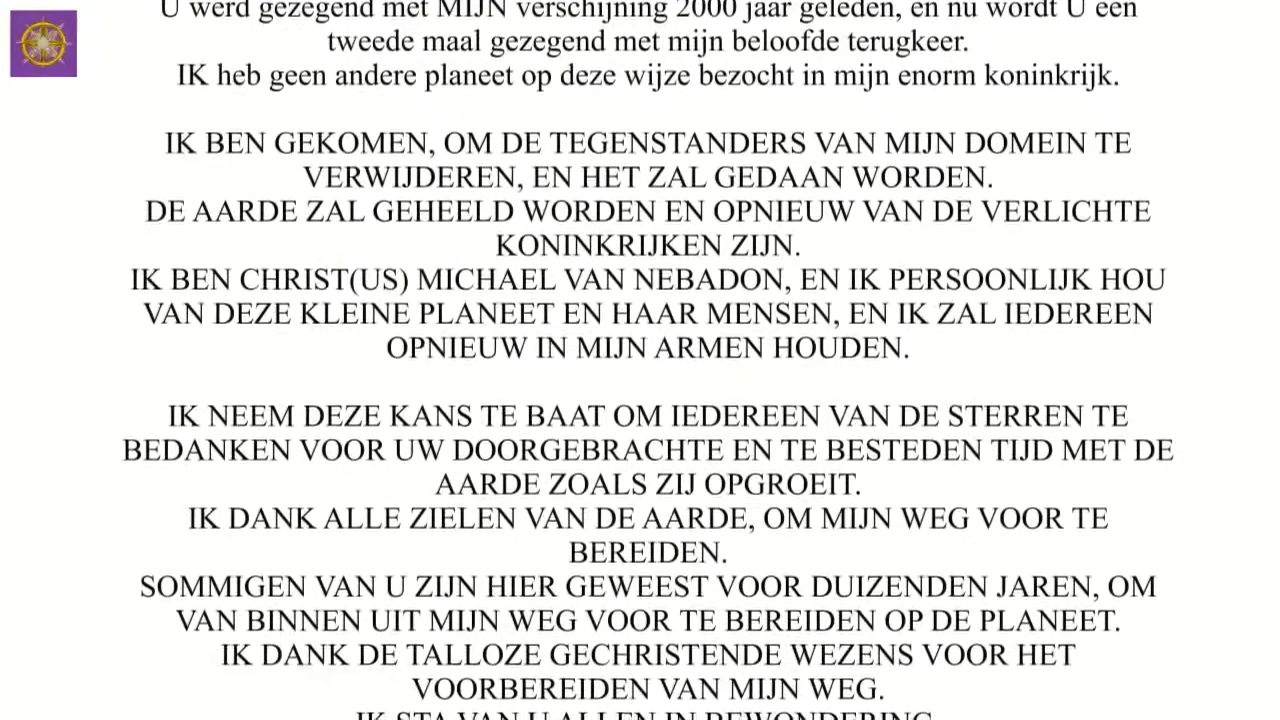 U werd gezegend met MIJN verschijning 2000 jaar geleden, en nu wordt U een
tweede maal gezegend met mijn beloofde terugkeer.
IK heb geen andere planeet op deze wijze bezocht in mijn enorm koninkrijk.
IK BEN GEKOMEN, OM DE TEGENSTANDERS VAN MIJN DOMEIN TE
VERWIJDEREN, EN HET ZAL GEDAAN WORDEN.
DE AARDE ZAL GEHEELD WORDEN EN OPNIEUW VAN DE VERLICHTE
KONINKRIJKEN ZIJN.
IK BEN CHRIST(US) MICHAEL VAN NEBADON, EN IK PERSOONLIJK HOU
VAN DEZE KLEINE PLANEET EN HAAR MENSEN, EN IK ZAL IEDEREEN
OPNIEUW IN MIJN ARMEN HOUDEN.
IK NEEM DEZE KANS TE BAAT OM IEDEREEN VAN DE STERREN TE
BEDANKEN VOOR UW DOORGEBRACHTE EN TE BESTEDEN TIJD MET DE
AARDE ZOALS ZIJ OPGROEIT.
IK DANK ALLE ZIELEN VAN DE AARDE, OM MIJN WEG VOOR TE
BEREIDEN.
SOMMIGEN VAN U ZIJN HIER GEWEEST VOOR DUIZENDEN JAREN, OM
VAN BINNEN UIT MIJN WEG VOOR TE BEREIDEN OP DE PLANEET.
IK DANK DE TALLOZE GECHRISTENDE WEZENS VOOR HET
VOORBEREIDEN VAN MIJN WEG.
IK STA VAN U ALLEN IN BEWONDERING